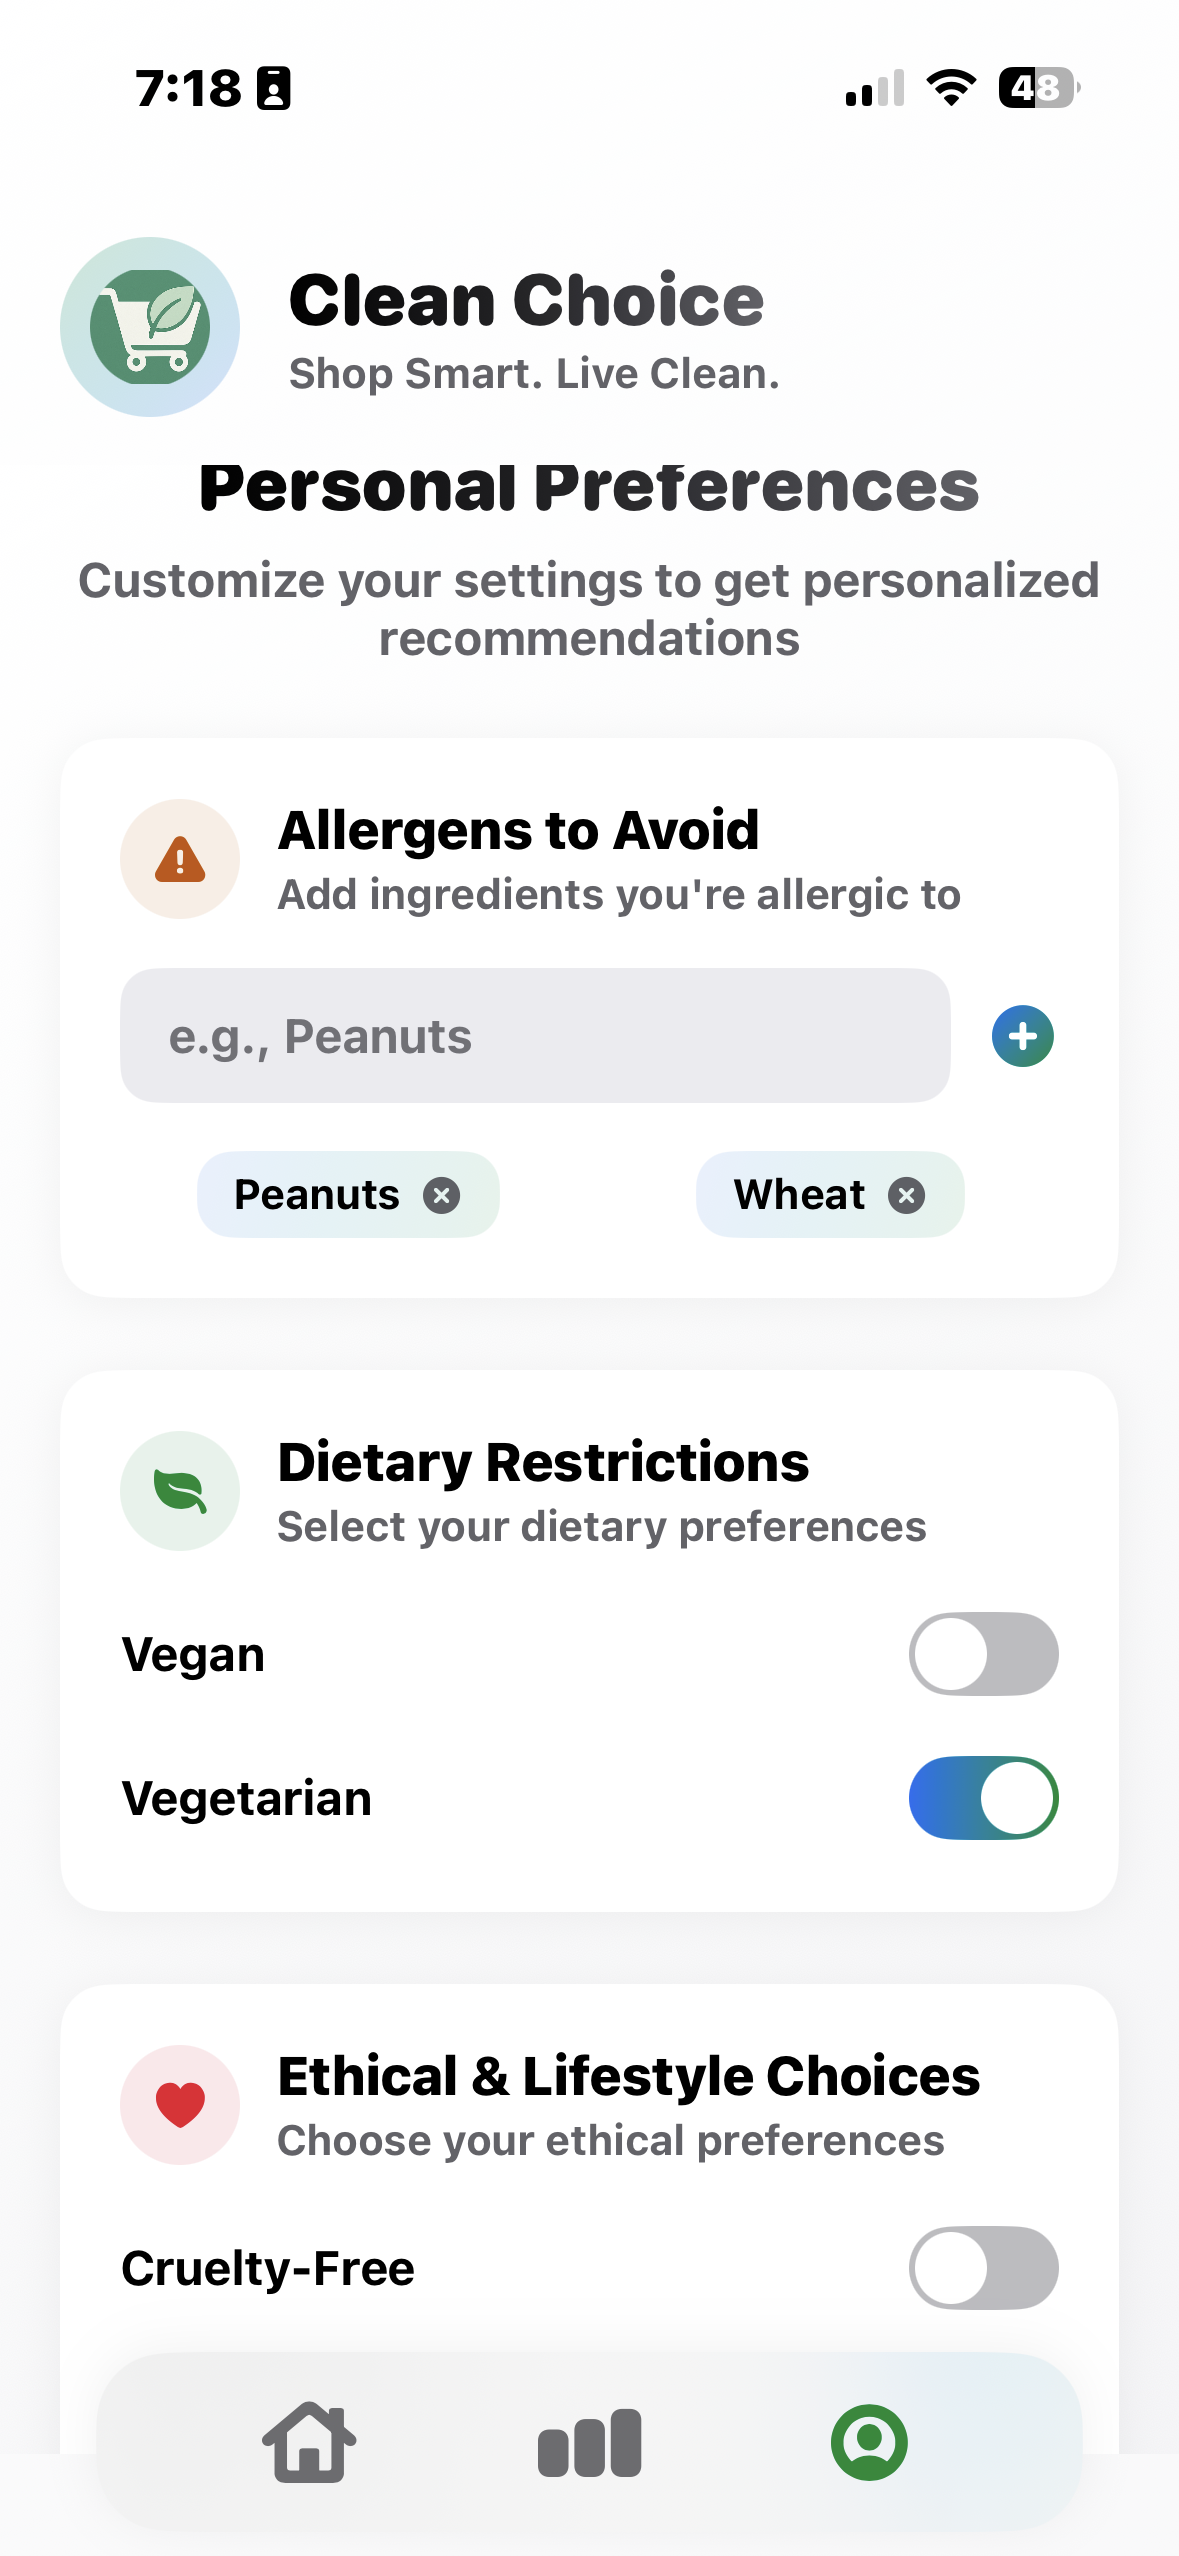 7:18
48
Clean Choice
Shop Smart. Live Clean.
Personal Preferences
Customize your settings to get personalized
recommendations
Allergens to Avoid
Add ingredients you're allergic to
e.g., Peanuts
Peanuts
Wheat
Dietary Restrictions
Select your dietary preferences
Vegan
Vegetarian
Ethical & Lifestyle Choices
Choose your ethical preferences
Cruelty-Free